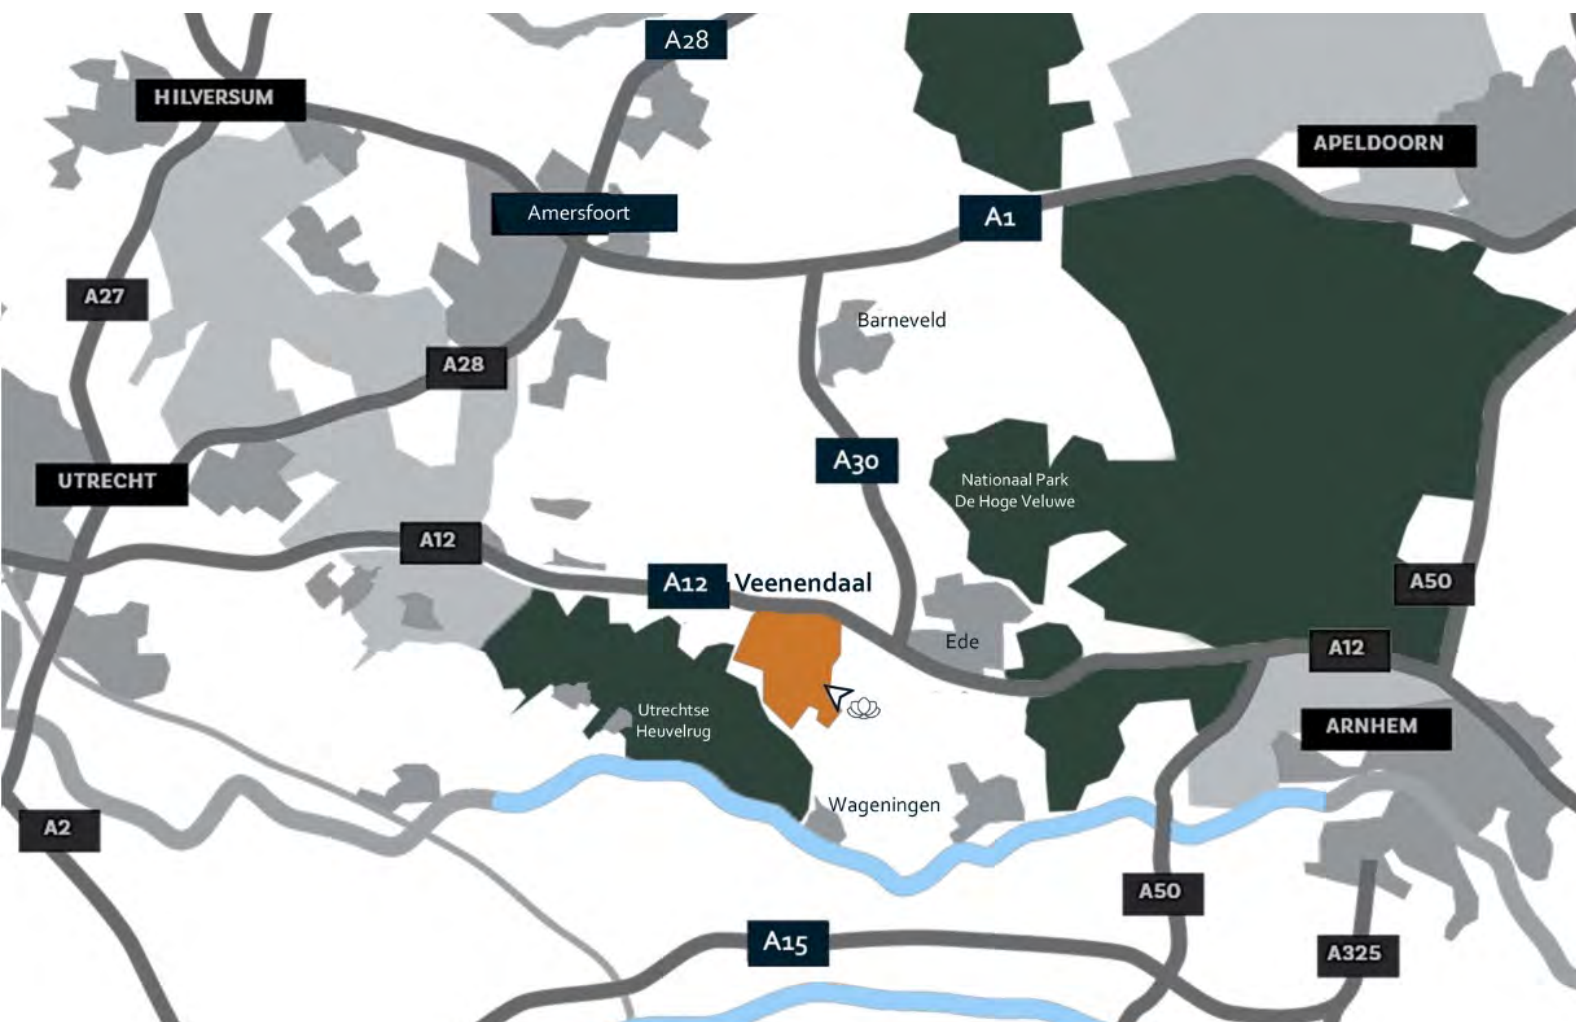 A28
HILVERSUM
APELDOORN
Amersfoort
A1
A27
Barneveld
A28
A30
UTRECHT
Nationaal Park
De Hoge Veluwe
A12
A12
Veenendaal
A50
Ede
A12
Utrechtse
Heuvelrug
ARNHEM
Wageningen
A2
A50
A15
A325